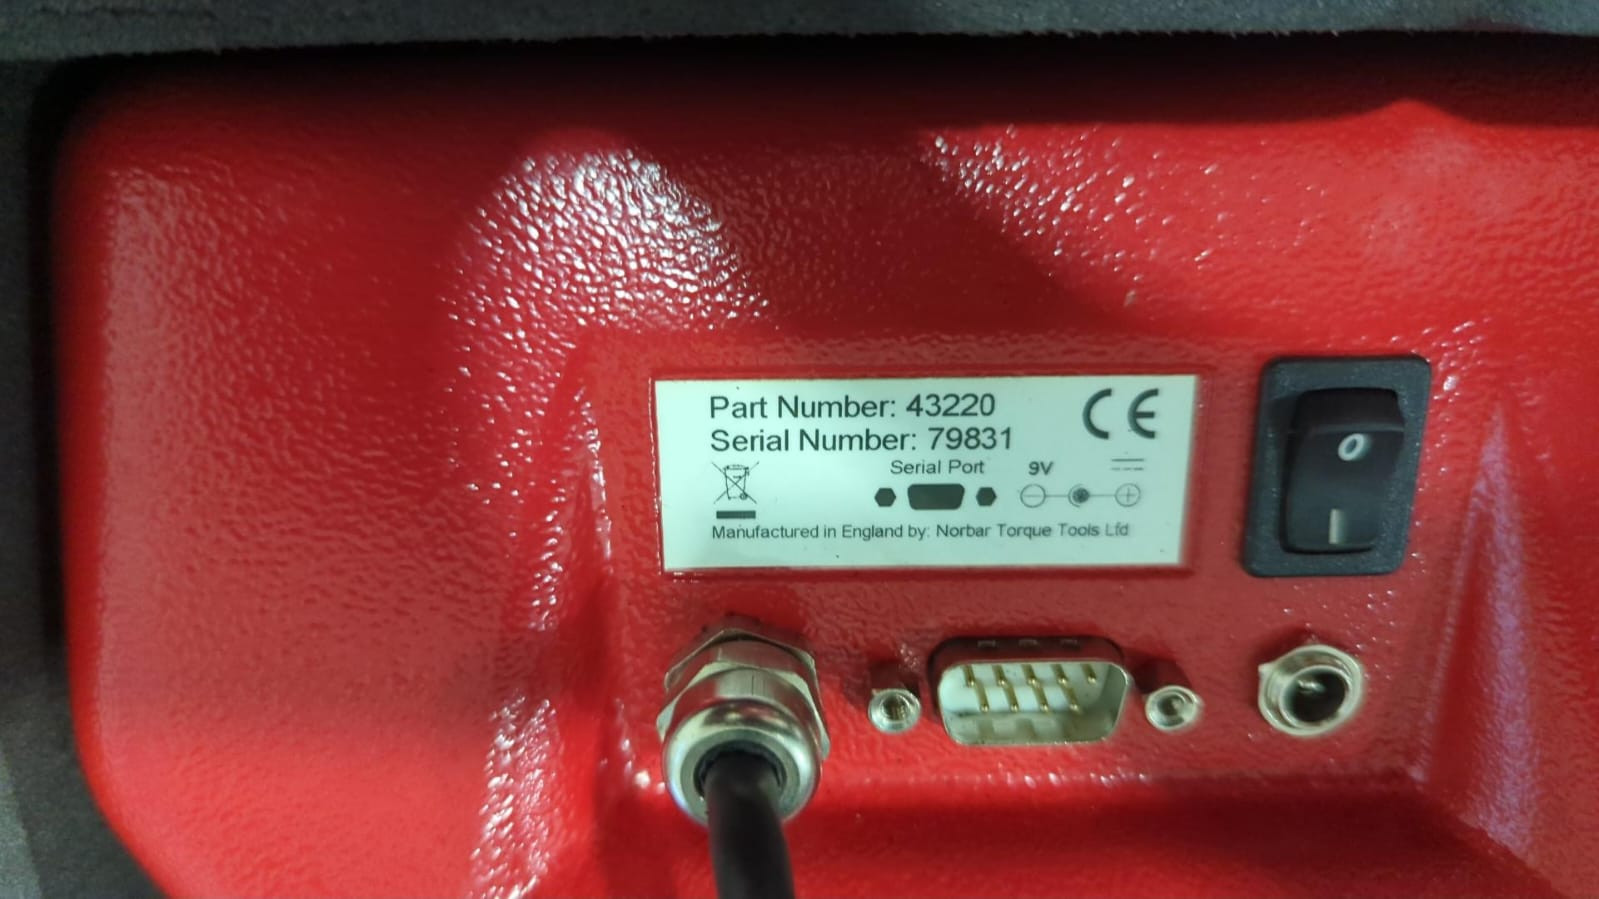 Part Number: 43220
Serial Number: 79831
CE
Serial Port
9V
Manufactured in England by: Norbar Torque Tools Ltd
O
I